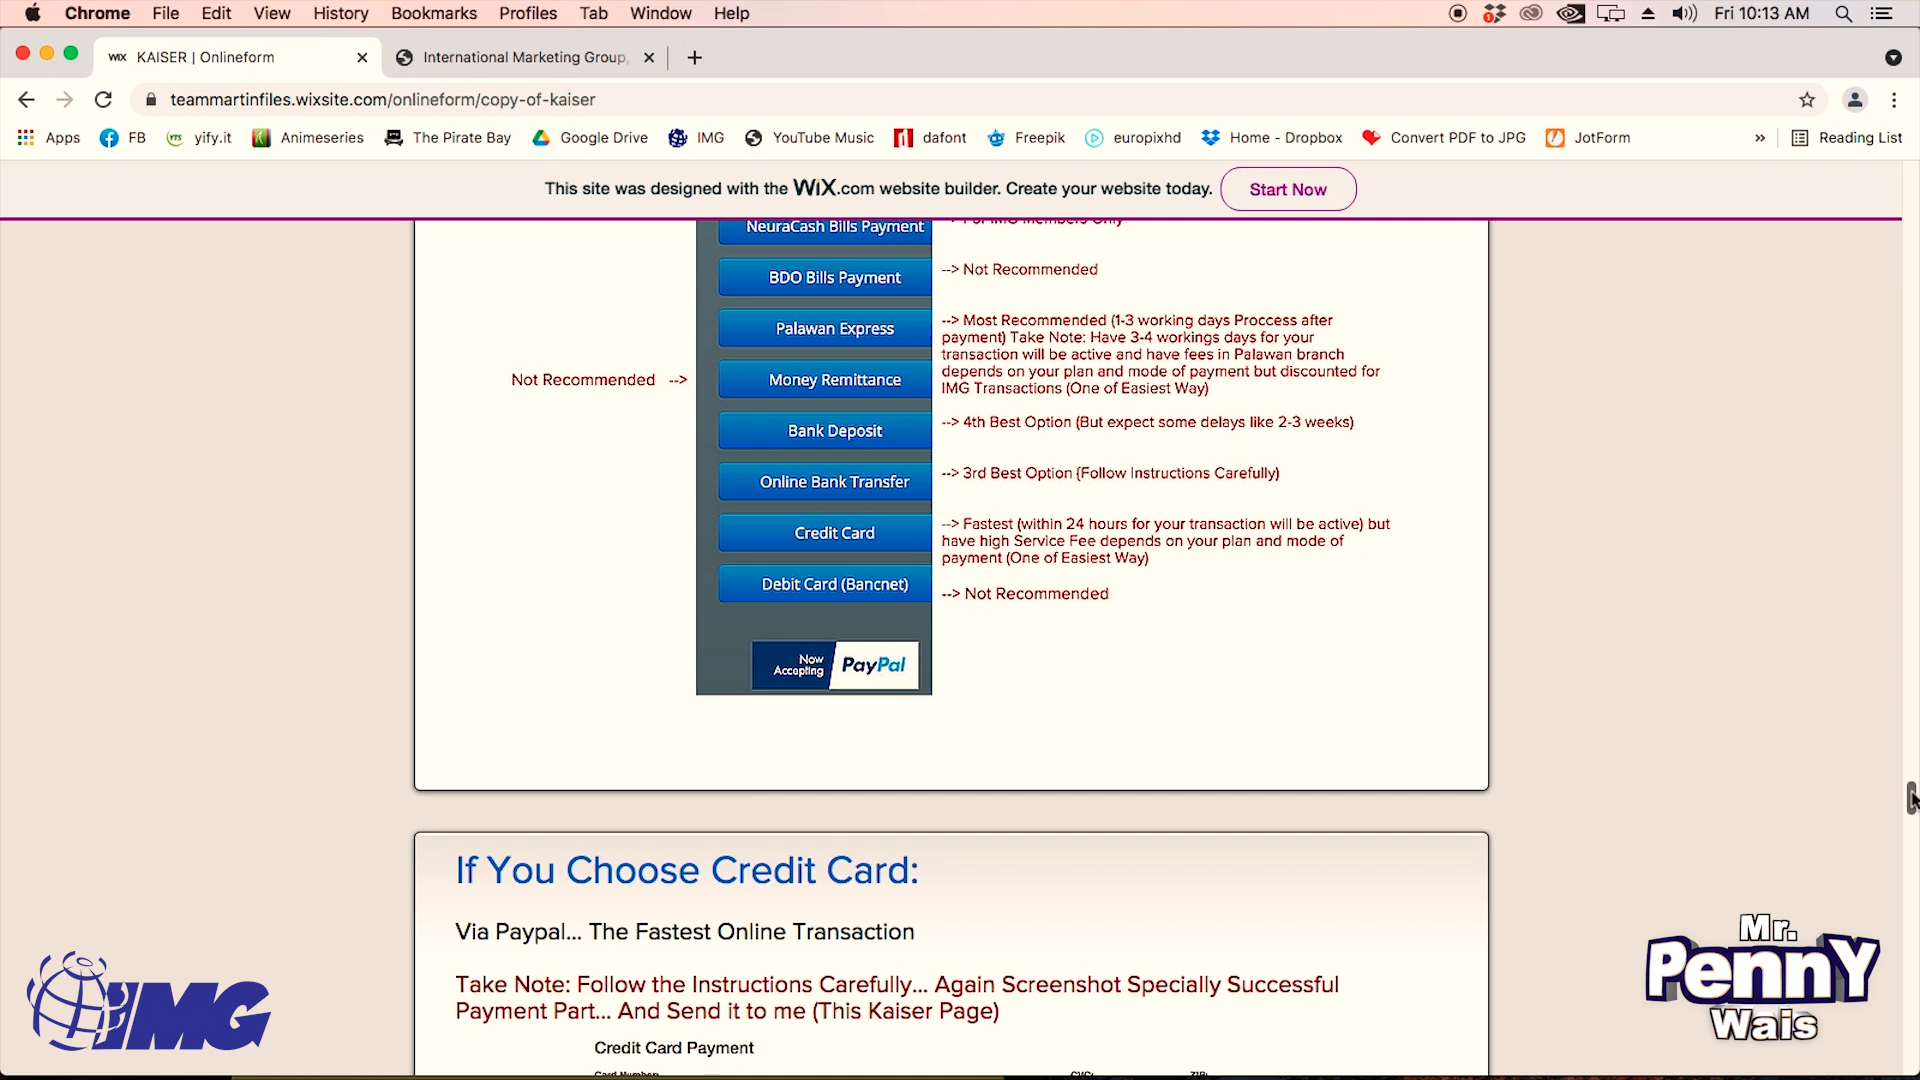 Chrome File Edit View History Bookmarks Profiles Tab Window Help
1
Fri 10:13 AM
WIX KAISER | Onlineform
International Marketing Group,
teammartinfiles.wixsite.com/onlineform/copy-of-kaiser
Apps FB YTS yify.it Animeseries The Pirate Bay Google Drive IMG YouTube Music dafont Freepik europixhd Home - Dropbox Convert PDF to JPG JotForm » Reading List
This site was designed with the WiX.com website builder. Create your website today. Start Now
NeuraCash Bills Payment
BDO Bills Payment
--> Not Recommended
Palawan Express
--> Most Recommended (1-3 working days Proccess after
payment) Take Note: Have 3-4 workings days for your
transaction will be active and have fees in Palawan branch
depends on your plan and mode of payment but discounted for
IMG Transactions (One of Easiest Way)
Not Recommended -->
Money Remittance
Bank Deposit
--> 4th Best Option (But expect some delays like 2-3 weeks)
Online Bank Transfer
--> 3rd Best Option {Follow Instructions Carefully)
Credit Card
--> Fastest (within 24 hours for your transaction will be active) but
have high Service Fee depends on your plan and mode of
payment (One of Easiest Way)
Debit Card (Bancnet)
--> Not Recommended
Now
Accepting
PayPal
If You Choose Credit Card:
Via Paypal... The Fastest Online Transaction
Take Note: Follow the Instructions Carefully... Again Screenshot Specially Successful
Payment Part... And Send it to me (This Kaiser Page)
Credit Card Payment
IMG
Mr.
PennY
Wais